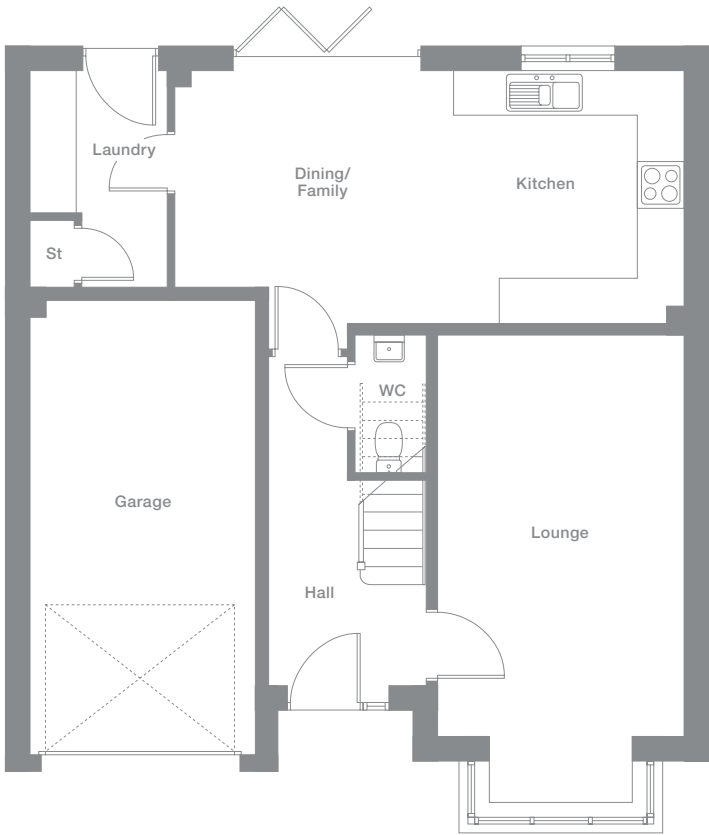 Laundry
Dining/
Family
Kitchen
St
WC
Garage
Lounge
Hall